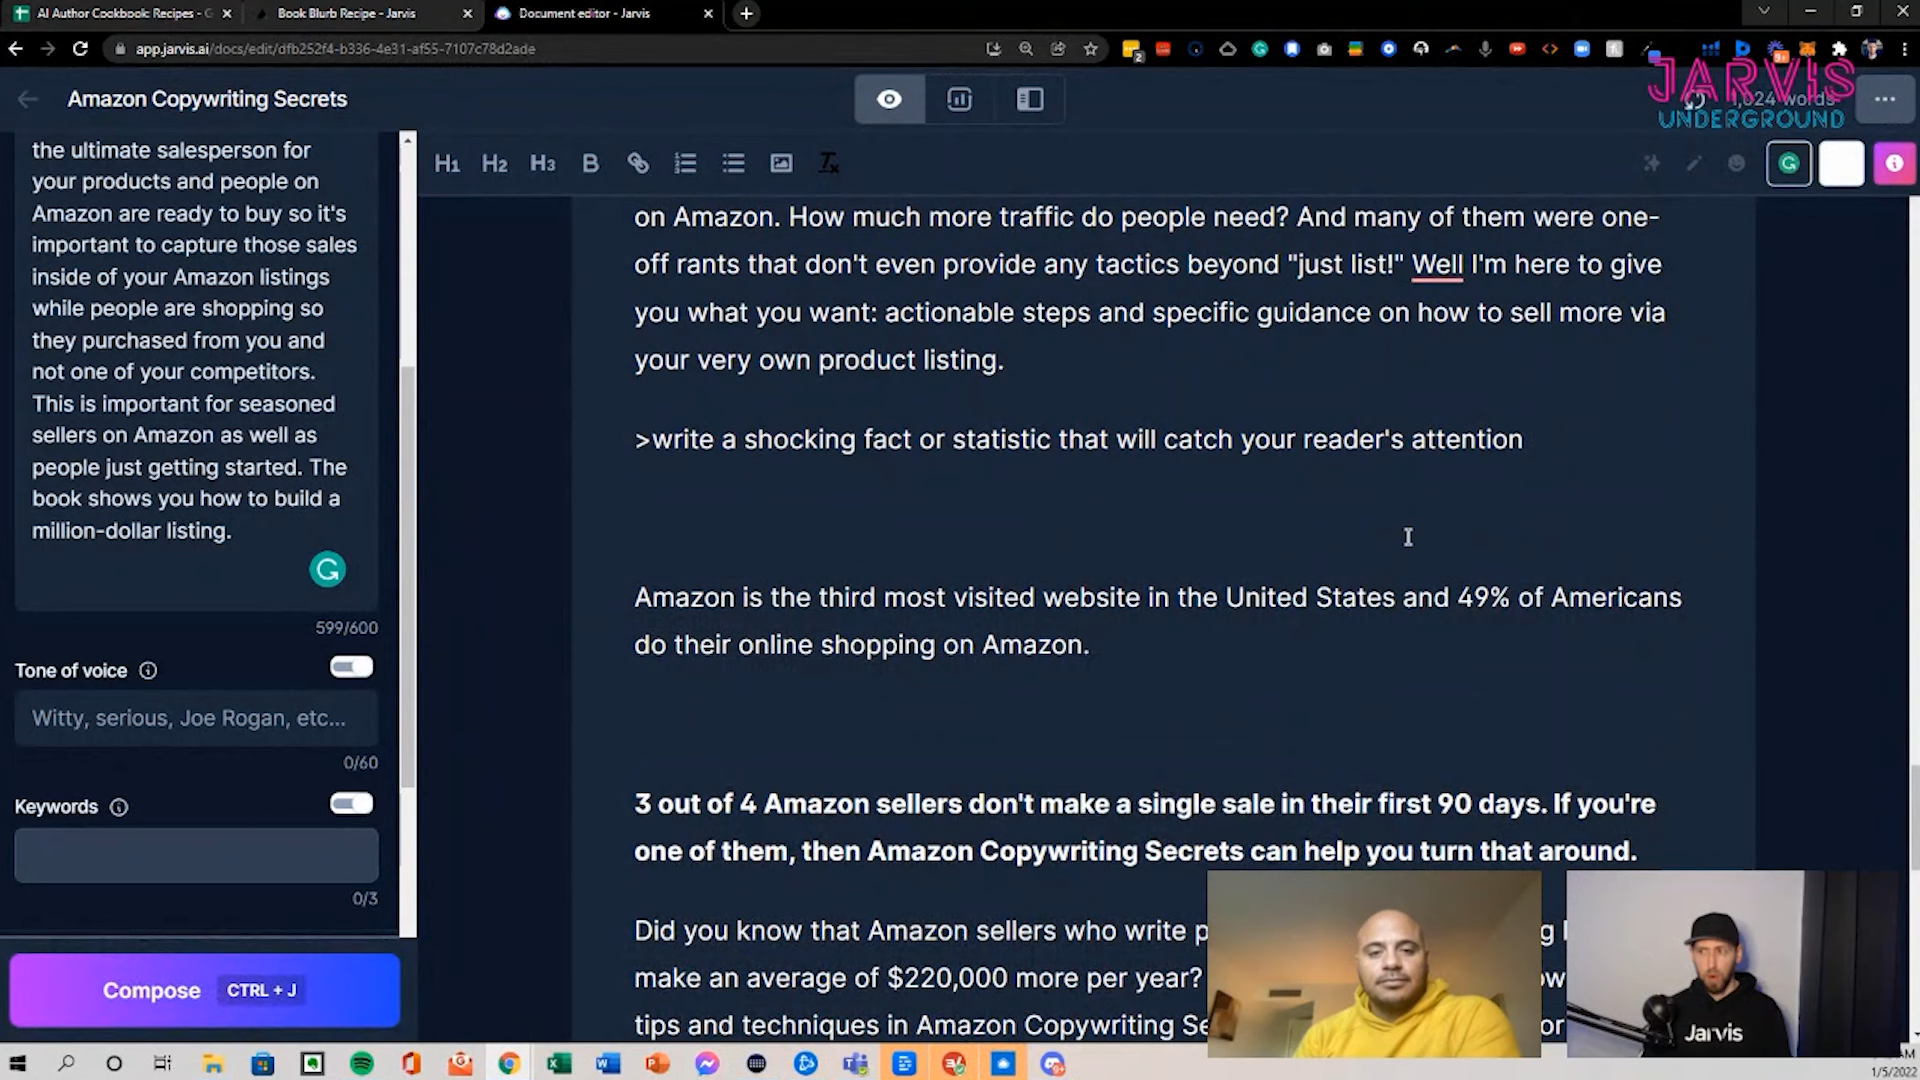 AI Author Cookbook: Recipes - G
Book Blurb Recipe - Jarvis
Document editor - Jarvis
app.jarvis.ai/docs/edit/dfb252f4-b336-4e31-af55-7107c78d2ade
Amazon Copywriting Secrets
1,024 words
JARVIS
UNDERGROUND
H1 H2 H3 B
the ultimate salesperson for
your products and people on
Amazon are ready to buy so it's
important to capture those sales
inside of your Amazon listings
while people are shopping so
they purchased from you and
not one of your competitors.
This is important for seasoned
sellers on Amazon as well as
people just getting started. The
book shows you how to build a
million-dollar listing.
599/600
Tone of voice
Witty, serious, Joe Rogan, etc...
0/60
Keywords
0/3
Compose CTRL + J
on Amazon. How much more traffic do people need? And many of them were one-
off rants that don't even provide any tactics beyond "just list!" Well I'm here to give
you what you want: actionable steps and specific guidance on how to sell more via
your very own product listing.
>write a shocking fact or statistic that will catch your reader's attention
Amazon is the third most visited website in the United States and 49% of Americans
do their online shopping on Amazon.
3 out of 4 Amazon sellers don't make a single sale in their first 90 days. If you're
one of them, then Amazon Copywriting Secrets can help you turn that around.
Did you know that Amazon sellers who write p
make an average of $220,000 more per year?
tips and techniques in Amazon Copywriting Se
Jarvis
1/5/2022